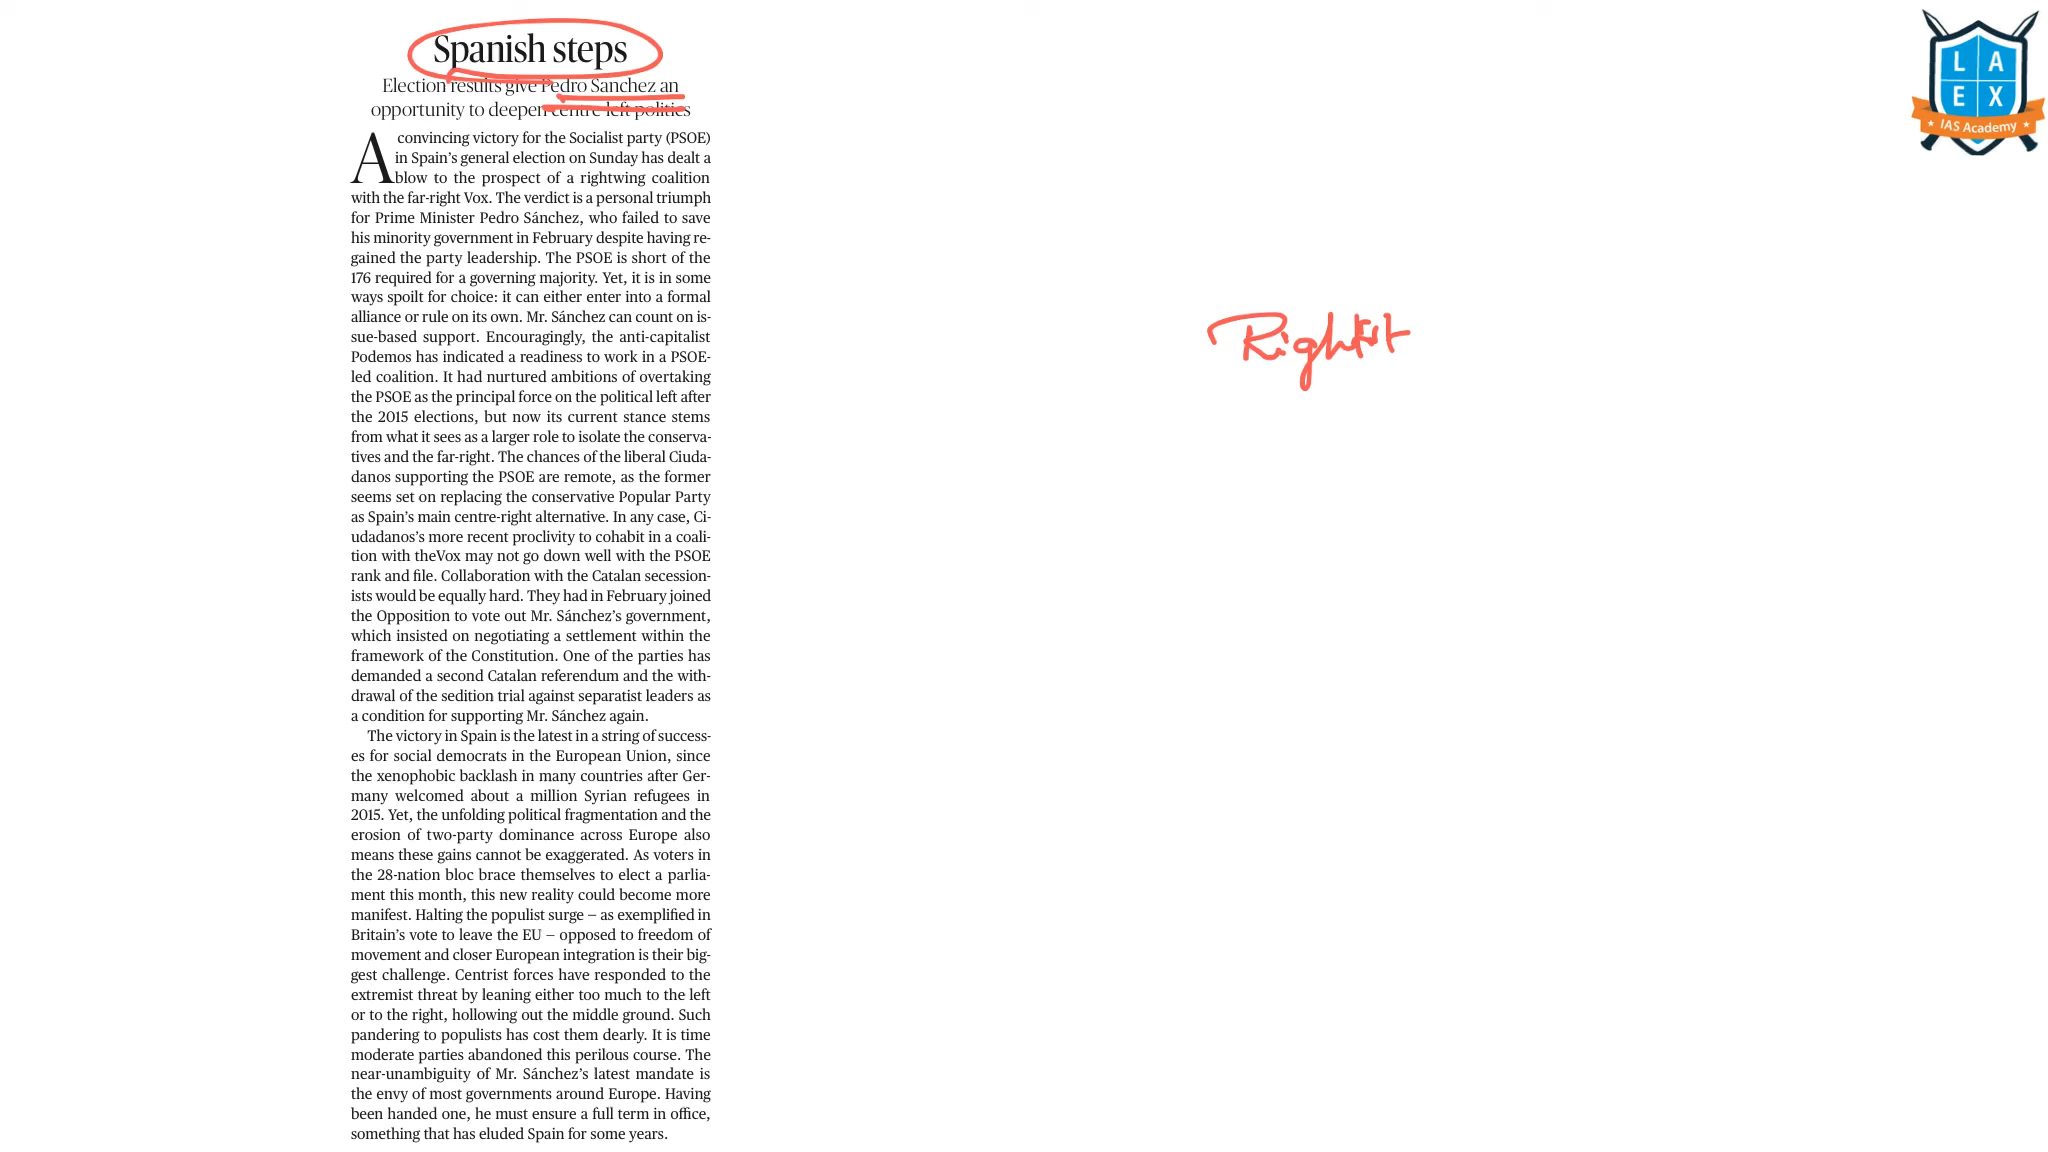 Spanish steps
Election results give Pedro Sánchez an
opportunity to deepen centre-left politics
A convincing victory for the Socialist party (PSOE)
in Spain’s general election on Sunday has dealt a
blow to the prospect of a rightwing coalition
with the far-right Vox. The verdict is a personal triumph
for Prime Minister Pedro Sánchez, who failed to save
his minority government in February despite having re-
gained the party leadership. The PSOE is short of the
176 required for a governing majority. Yet, it is in some
ways spoilt for choice: it can either enter into a formal
alliance or rule on its own. Mr. Sánchez can count on is-
sue-based support. Encouragingly, the anti-capitalist
Podemos has indicated a readiness to work in a PSOE-
led coalition. It had nurtured ambitions of overtaking
the PSOE as the principal force on the political left after
the 2015 elections, but now its current stance stems
from what it sees as a larger role to isolate the conserva-
tives and the far-right. The chances of the liberal Ciuda-
danos supporting the PSOE are remote, as the former
seems set on replacing the conservative Popular Party
as Spain’s main centre-right alternative. In any case, Ci-
udadanos’s more recent proclivity to cohabit in a coali-
tion with theVox may not go down well with the PSOE
rank and file. Collaboration with the Catalan secession-
ists would be equally hard. They had in February joined
the Opposition to vote out Mr. Sánchez’s government,
which insisted on negotiating a settlement within the
framework of the Constitution. One of the parties has
demanded a second Catalan referendum and the with-
drawal of the sedition trial against separatist leaders as
a condition for supporting Mr. Sánchez again.
The victory in Spain is the latest in a string of success-
es for social democrats in the European Union, since
the xenophobic backlash in many countries after Ger-
many welcomed about a million Syrian refugees in
2015. Yet, the unfolding political fragmentation and the
erosion of two-party dominance across Europe also
means these gains cannot be exaggerated. As voters in
the 28-nation bloc brace themselves to elect a parlia-
ment this month, this new reality could become more
manifest. Halting the populist surge – as exemplified in
Britain’s vote to leave the EU – opposed to freedom of
movement and closer European integration is their big-
gest challenge. Centrist forces have responded to the
extremist threat by leaning either too much to the left
or to the right, hollowing out the middle ground. Such
pandering to populists has cost them dearly. It is time
moderate parties abandoned this perilous course. The
near-unambiguity of Mr. Sánchez’s latest mandate is
the envy of most governments around Europe. Having
been handed one, he must ensure a full term in office,
something that has eluded Spain for some years.
Rightist
L A
E X
IAS Academy